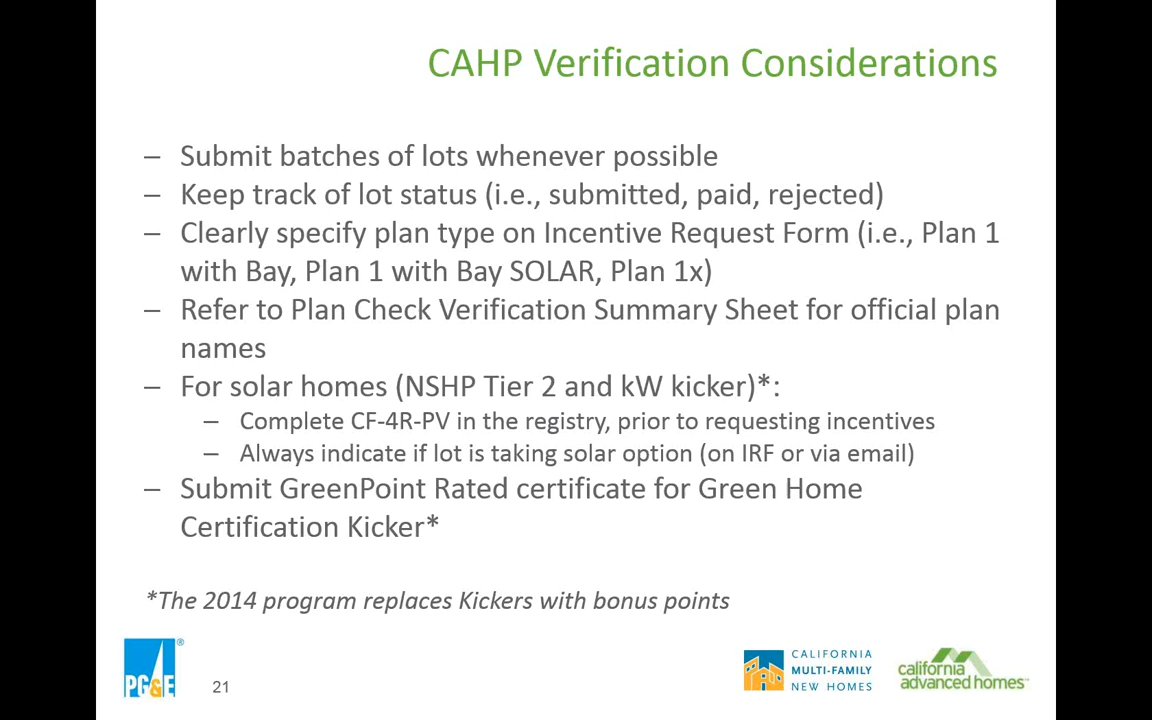 CAHP Verification Considerations
– Submit batches of lots whenever possible
– Keep track of lot status (i.e., submitted, paid, rejected)
– Clearly specify plan type on Incentive Request Form (i.e., Plan 1
with Bay, Plan 1 with Bay SOLAR, Plan 1x)
– Refer to Plan Check Verification Summary Sheet for official plan
names
– For solar homes (NSHP Tier 2 and kW kicker)*:
– Complete CF-4R-PV in the registry, prior to requesting incentives
– Always indicate if lot is taking solar option (on IRF or via email)
– Submit GreenPoint Rated certificate for Green Home
Certification Kicker*
*The 2014 program replaces Kickers with bonus points
PG&E®
21
CALIFORNIA
MULTI-FAMILY
NEW HOMES
california
advanced homes™